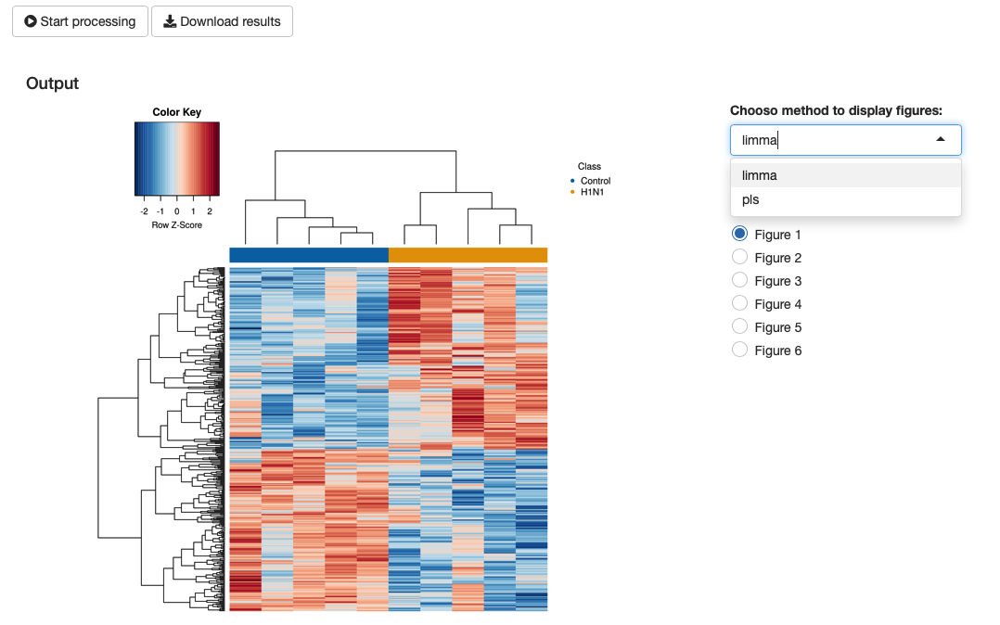 Start processing
Download results
Output
Color Key
-2 -1 0 1 2
Row Z-Score
Class
Control
H1N1
Chooso method to display figures:
limma
limma
pls
Figure 1
Figure 2
Figure 3
Figure 4
Figure 5
Figure 6